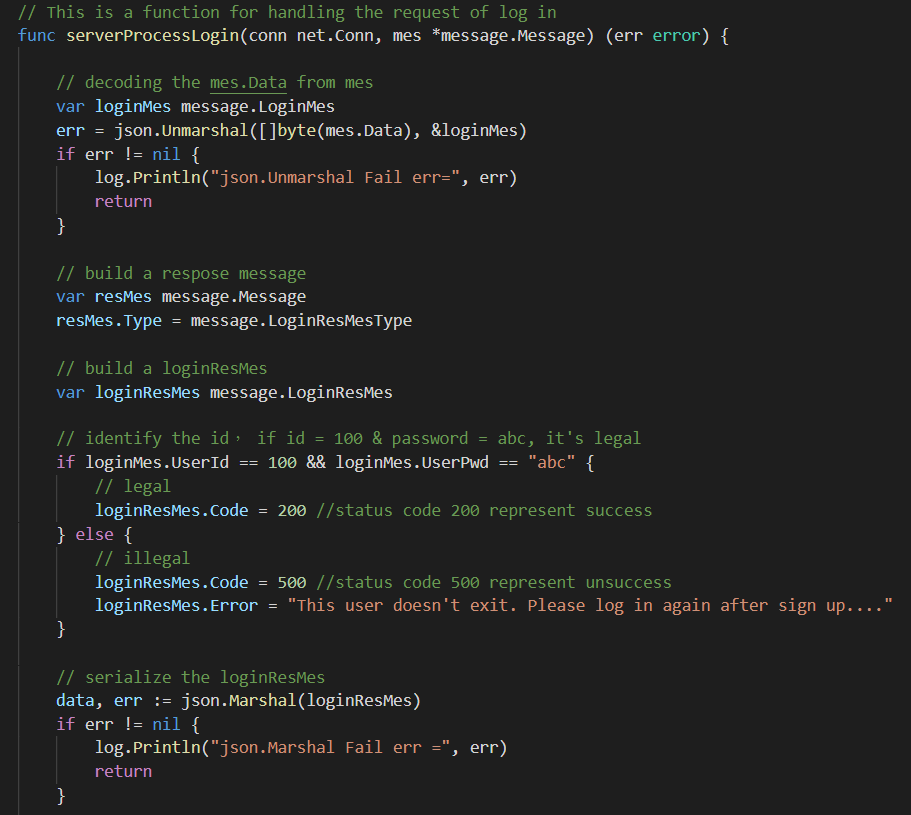 // This is a function for handling the request of log in
func serverProcessLogin(conn net.Conn, mes *message.Message) (err error) {
// decoding the mes.Data from mes
var loginMes message.LoginMes
err = json.Unmarshal([]byte(mes.Data), &loginMes)
if err != nil {
log.Println("json.Unmarshal Fail err=", err)
return
}
// build a respose message
var resMes message.Message
resMes.Type = message.LoginResMesType
// build a loginResMes
var loginResMes message.LoginResMes
// identify the id， if id = 100 & password = abc, it's legal
if loginMes.UserId == 100 && loginMes.UserPwd == "abc" {
// legal
loginResMes.Code = 200 //status code 200 represent success
} else {
// illegal
loginResMes.Code = 500 //status code 500 represent unsuccess
loginResMes.Error = "This user doesn't exit. Please log in again after sign up...."
}
// serialize the loginResMes
data, err := json.Marshal(loginResMes)
if err != nil {
log.Println("json.Marshal Fail err =", err)
return
}